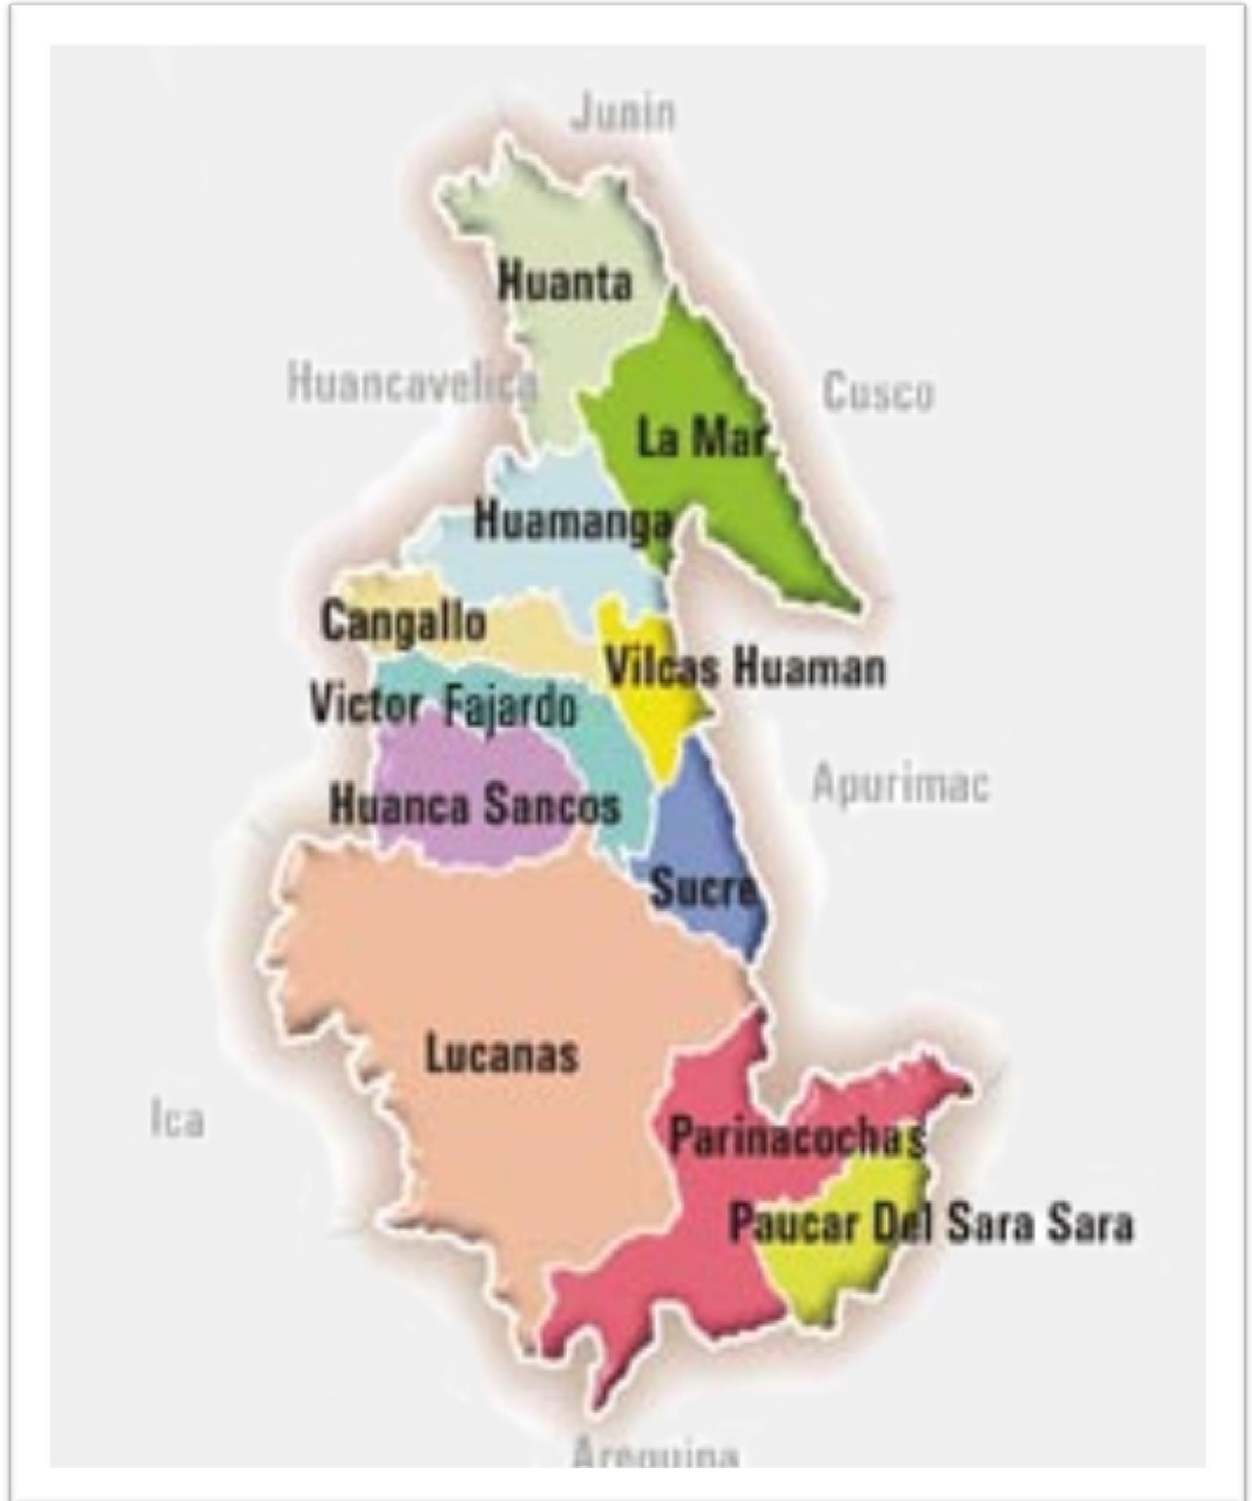 Junin
Huanta
Huancavelica
Cusco
La Mar
Huamanga
Cangallo
Vilcas Huaman
Victor Fajardo
Apurimac
Huanca Sancos
Sucre
Lucanas
Ica
Parinacochas
Paucar Del Sara Sara
Arequipa